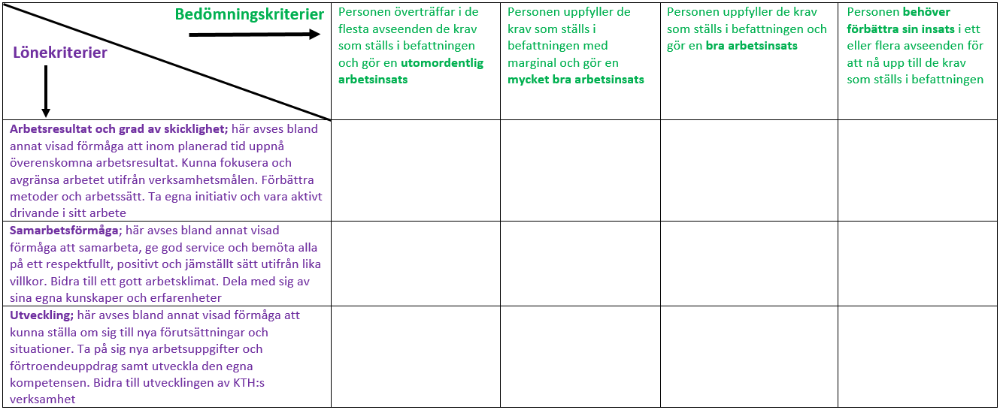 Bedömningskriterier
Lönekriterier
Personen överträffar i de
flesta avseenden de krav
som ställs i befattningen
och gör en utomordentlig
arbetsinsats
Personen uppfyller de
krav som ställs i
befattningen med
marginal och gör en
mycket bra arbetsinsats
Personen uppfyller de krav
som ställs i befattningen och
gör en bra arbetsinsats
Personen behöver
förbättra sin insats i ett
eller flera avseenden för
att nå upp till de krav
som ställs i befattningen
Arbetsresultat och grad av skicklighet; här avses bland
annat visad förmåga att inom planerad tid uppnå
överenskomna arbetsresultat. Kunna fokusera och
avgränsa arbetet utifrån verksamhetsmålen. Förbättra
metoder och arbetssätt. Ta egna initiativ och vara aktivt
drivande i sitt arbete
Samarbetsförmåga; här avses bland annat visad
förmåga att samarbeta, ge god service och bemöta alla
på ett respektfullt, positivt och jämställt sätt utifrån lika
villkor. Bidra till ett gott arbetsklimat. Dela med sig av
sina egna kunskaper och erfarenheter
Utveckling; här avses bland annat visad förmåga att
kunna ställa om sig till nya förutsättningar och
situationer. Ta på sig nya arbetsuppgifter och
förtroendeuppdrag samt utveckla den egna
kompetensen. Bidra till utvecklingen av KTH:s
verksamhet